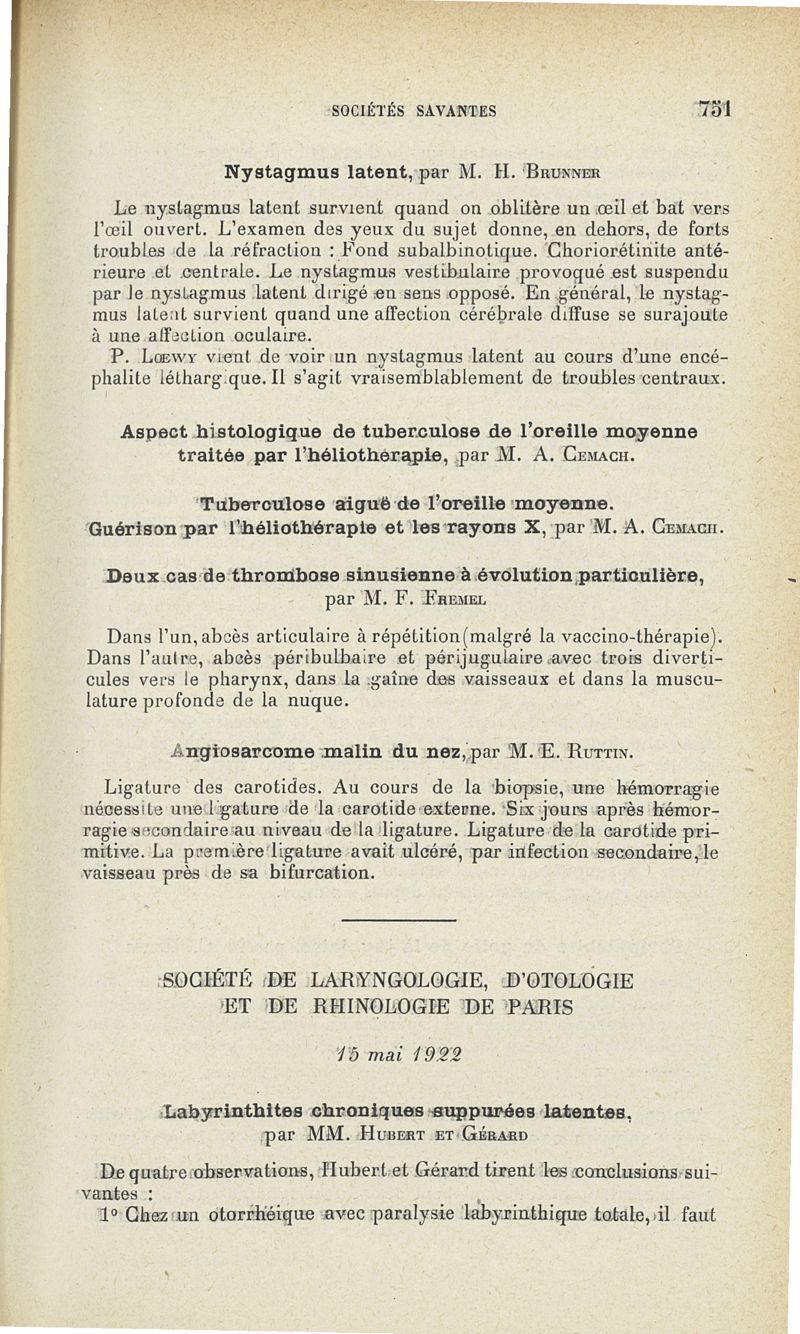 SOCIÉTÉS SAVANTES 751
Nystagmus latent, par M. H. BRUNNER
Le nystagmus latent survient quand on oblitère un œil et bat vers
l'œil ouvert. L'examen des yeux du sujet donne, en dehors, de forts
troubles de la réfraction : Fond subalbinotique. Choriorétinite anté-
rieure et centrale. Le nystagmus vestibulaire provoqué est suspendu
par le nystagmus latent dirigé en sens opposé. En général, le nystag-
mus latent survient quand une affection cérébrale diffuse se surajoute
à une affection oculaire.
P. LŒWY vient de voir un nystagmus latent au cours d'une encé-
phalite léthargique. Il s'agit vraisemblablement de troubles centraux.
Aspect histologique de tuberculose de l'oreille moyenne
traitée par l'héliothérapie, par M. A. CEMACH.
Tuberculose aiguë de l'oreille moyenne.
Guérison par l'héliothérapie et les rayons X, par M. A. CEMACH.
Deux cas de thrombose sinusienne à évolution particulière,
par M. F. FREMEL
Dans l'un, abcès articulaire à répétition (malgré la vaccino-thérapie).
Dans l'autre, abcès péribulbaire et périjugulaire avec trois diverti-
cules vers le pharynx, dans la gaîne des vaisseaux et dans la muscu-
lature profonde de la nuque.
Angiosarcome malin du nez, par M. E. RUTTIN.
Ligature des carotides. Au cours de la biopsie, une hémorragie
nécessite une ligature de la carotide externe. Six jours après hémor-
ragie secondaire au niveau de la ligature. Ligature de la carotide pri-
mitive. La première ligature avait ulcéré, par infection secondaire, le
vaisseau près de sa bifurcation.
SOCIÉTÉ DE LARYNGOLOGIE, D'OTOLOGIE
ET DE RHINOLOGIE DE PARIS
15 mai 1922
Labyrinthites chroniques suppurées latentes,
par MM. HUBERT ET GÉRARD
De quatre observations, Hubert et Gérard tirent les conclusions sui-
vantes :
1º Chez un otorrhéique avec paralysie labyrinthique totale, il faut